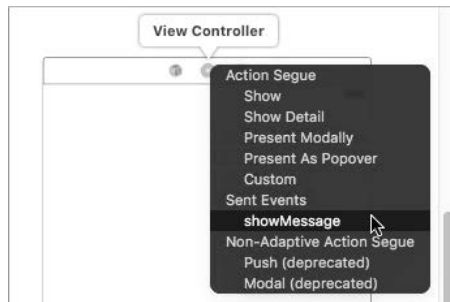 View Controller
Action Segue
Show
Show Detail
Present Modally
Present As Popover
Custom
Sent Events
showMessage
Non-Adaptive Action Segue
Push (deprecated)
Modal (deprecated)